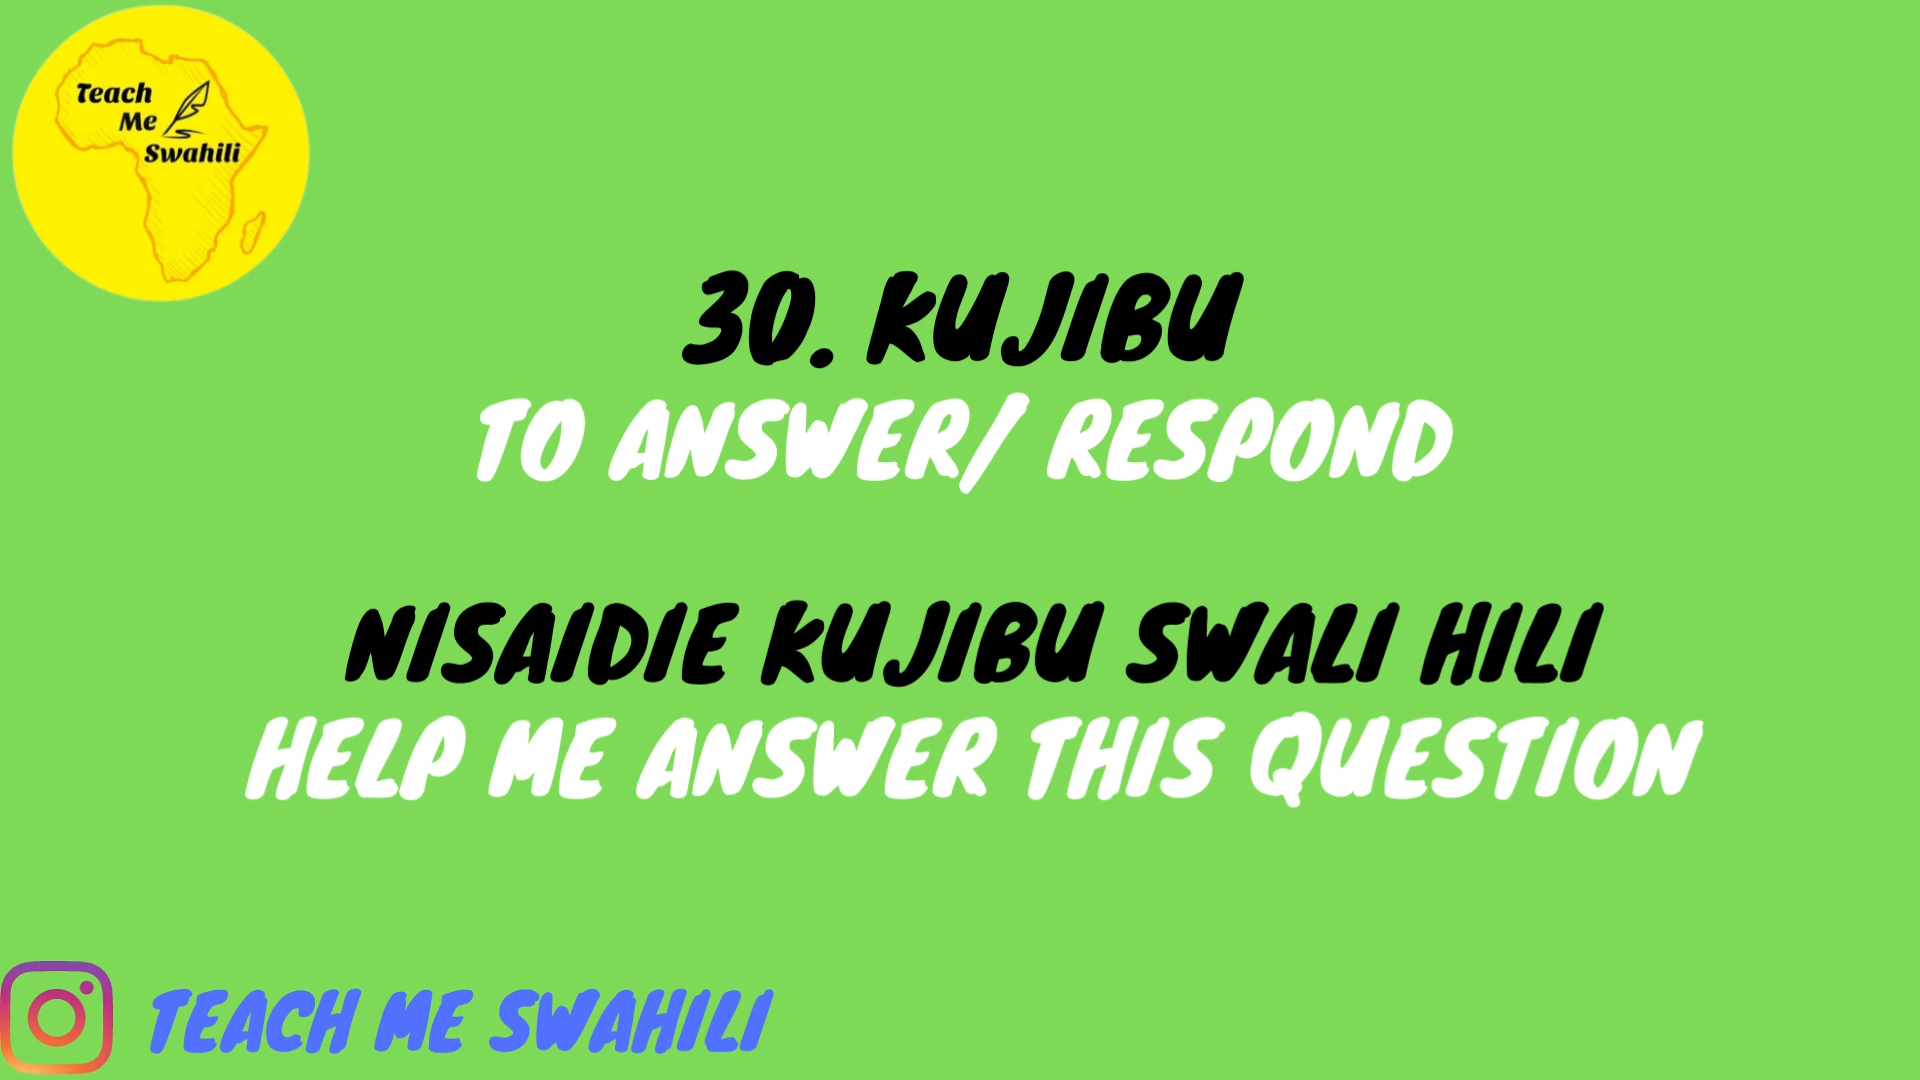 Teach
Me
Swahili
30. KUJIBU
TO ANSWER/ RESPOND
NISAIDIE KUJIBU SWALI HILI
HELP ME ANSWER THIS QUESTION
TEACH ME SWAHILI